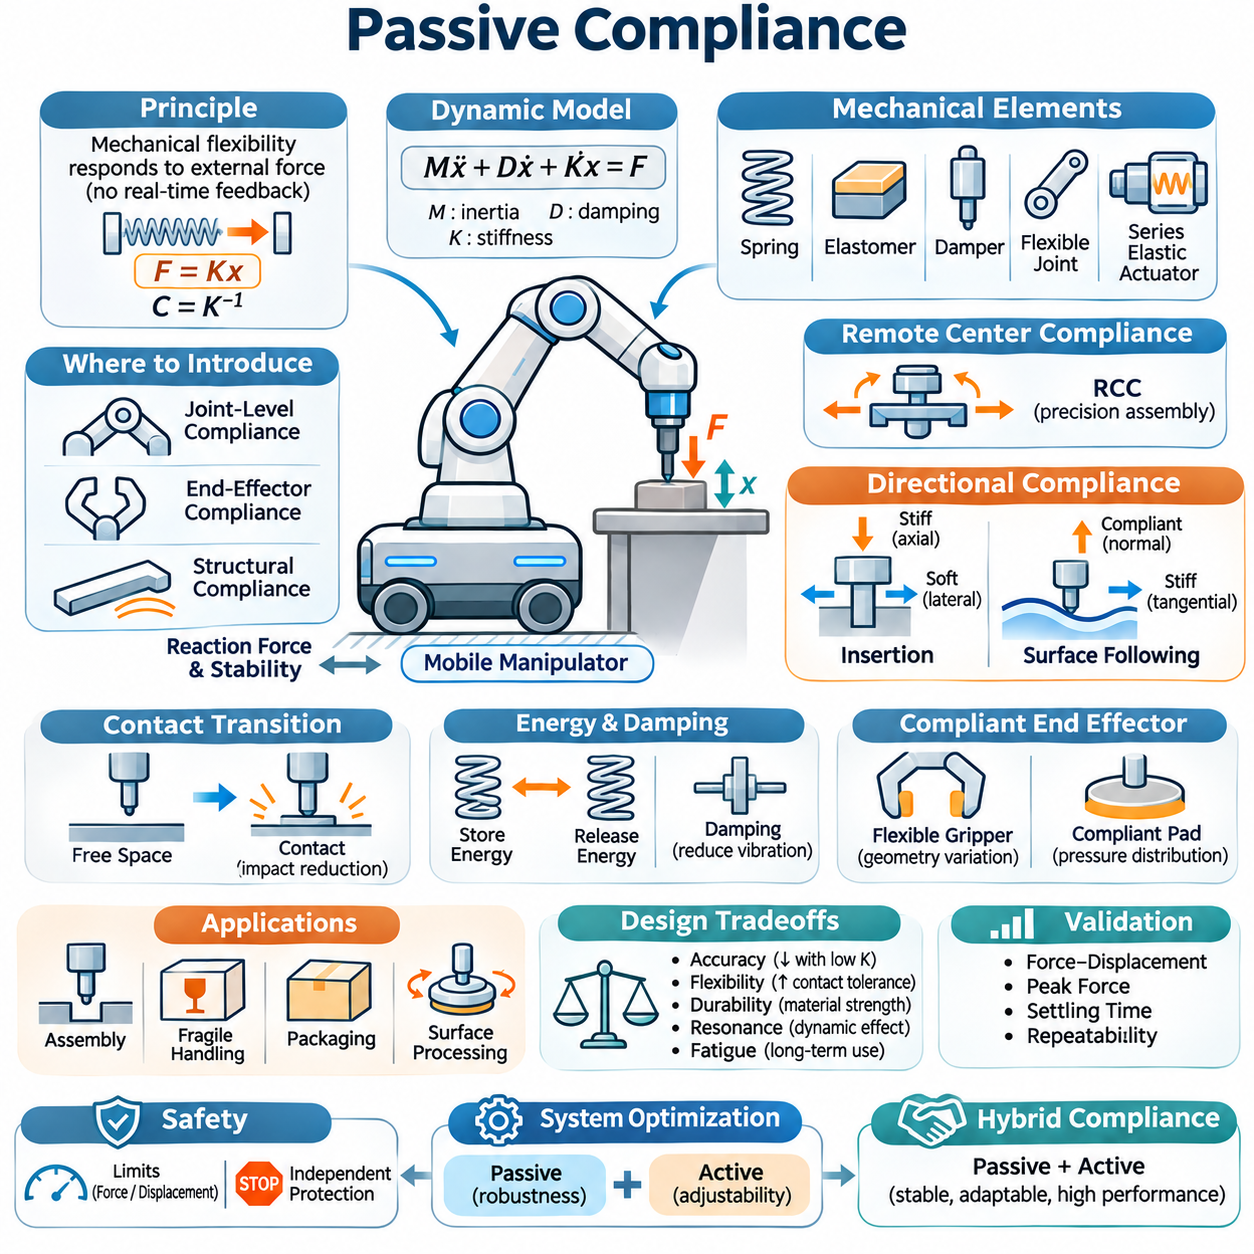 Passive Compliance
Principle
Mechanical flexibility
responds to external force
(no real-time feedback)
F = Kx
C = K⁻¹
Dynamic Model
Mẍ + Dẋ + K̇x = F
M : inertia D : damping
K : stiffness
Mechanical Elements
Spring
Elastomer
Damper
Flexible
Joint
Series
Elastic
Actuator
Where to Introduce
Joint-Level
Compliance
End-Effector
Compliance
Structural
Compliance
F
x
Reaction Force
& Stability
Mobile Manipulator
Remote Center Compliance
RCC
(precision assembly)
Directional Compliance
Stiff
(axial)
Soft
(lateral)
Insertion
Compliant
(normal)
Stiff
(tangential)
Surface Following
Contact Transition
Free Space
Contact
(impact reduction)
Energy & Damping
Store
Energy
Release
Energy
Damping
(reduce vibration)
Compliant End Effector
Flexible Gripper
(geometry variation)
Compliant Pad
(pressure distribution)
Applications
Assembly
Fragile
Handling
Packaging
Surface
Processing
Design Tradeoffs
• Accuracy (↓ with low K)
• Flexibility (↑ contact tolerance)
• Durability (material strength)
• Resonance (dynamic effect)
• Fatigue (long-term use)
Validation
• Force–Displacement
• Peak Force
• Settling Time
• Repeatability
Safety
Limits
(Force / Displacement)
STOP
Independent
Protection
System Optimization
Passive
(robustness)
+
Active
(adjustability)
Hybrid Compliance
Passive + Active
(stable, adaptable, high performance)